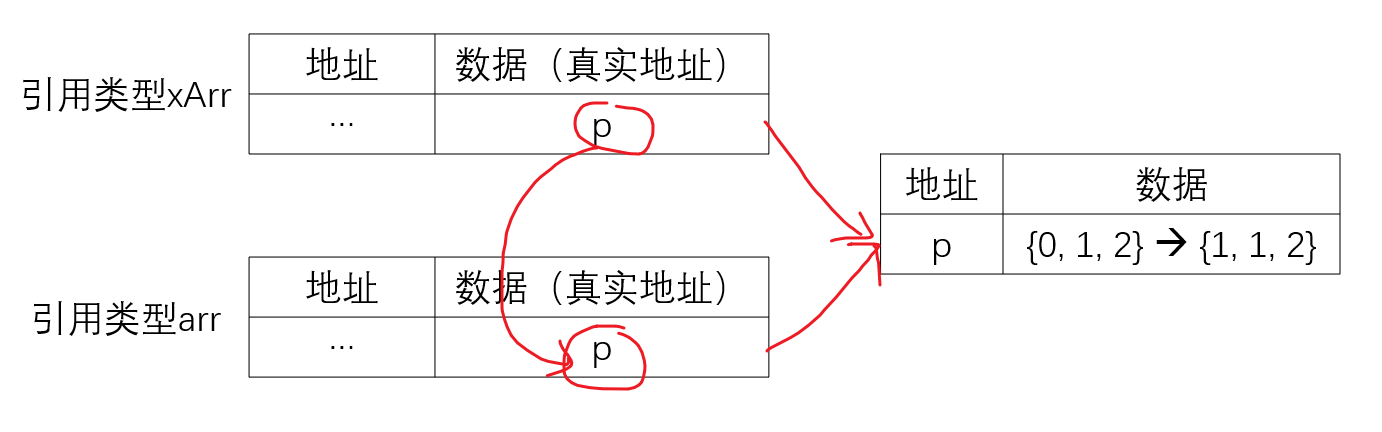 引用类型xArr
地址 数据（真实地址）
... p
地址 数据
p {0, 1, 2} → {1, 1, 2}
引用类型arr
地址 数据（真实地址）
... p